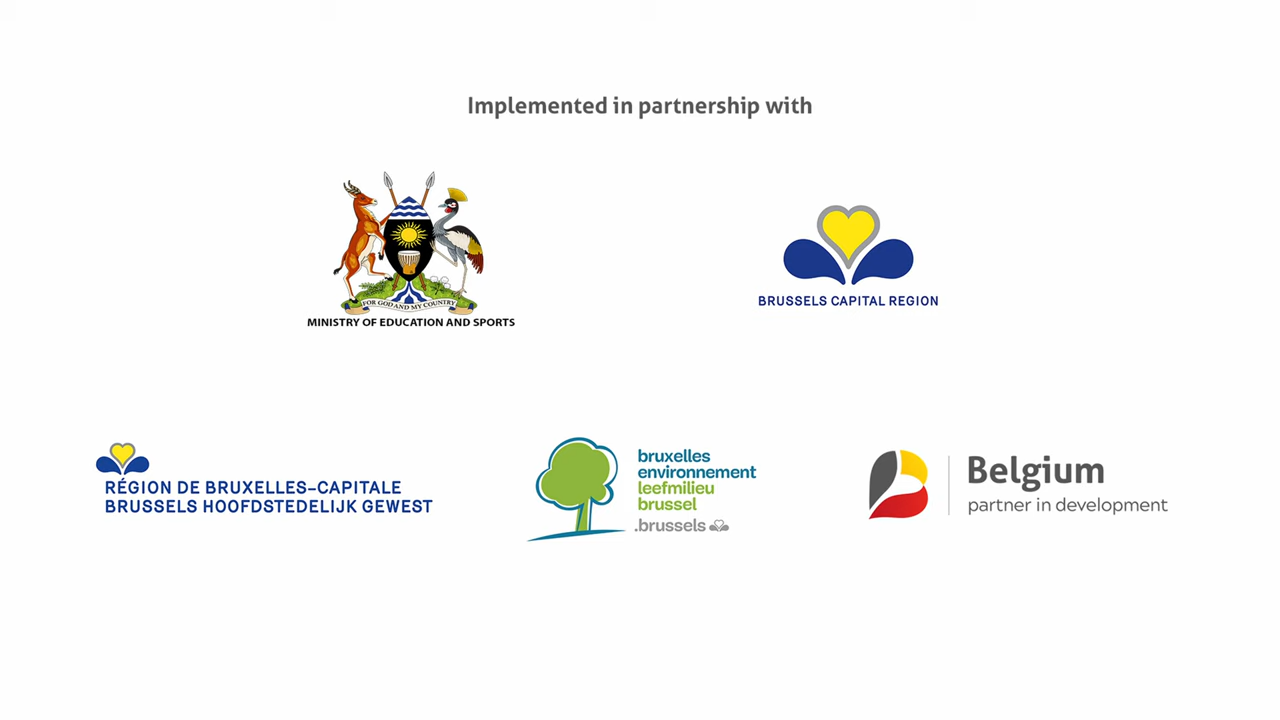 Implemented in partnership with
FOR GOD AND MY COUNTRY
MINISTRY OF EDUCATION AND SPORTS
BRUSSELS CAPITAL REGION
RÉGION DE BRUXELLES-CAPITALE
BRUSSELS HOOFDSTEDELIJK GEWEST
bruxelles
environnement
leefmilieu
brussel
.brussels
Belgium
partner in development